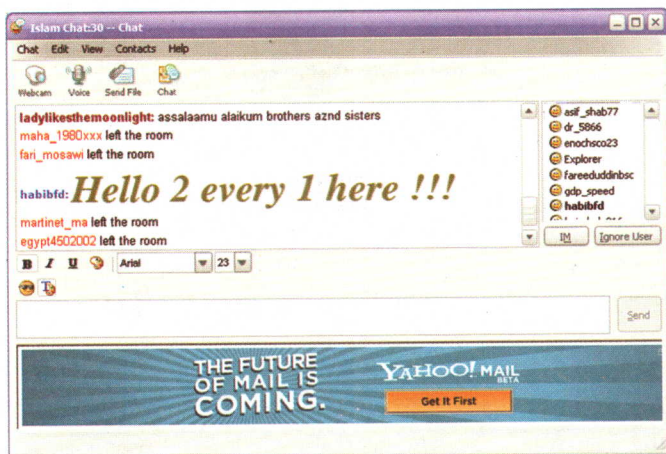 Islam Chat:30 -- Chat
Chat Edit View Contacts Help
Webcam Voice Send File Chat
ladylikesthemoonlight: assalaamu alaikum brothers aznd sisters
maha_1980xxx left the room
fari_mosawi left the room
habibfd: Hello 2 every 1 here !!!
martinet_ma left the room
egypt4502002 left the room
asif_shab77
dr_5866
enochsco23
Explorer
fareeduddinbsc
gdp_speed
habibfd
IM Ignore User
B I U Arial 23
Send
THE FUTURE
OF MAIL IS
COMING.
YAHOO! MAIL
BETA
Get It First